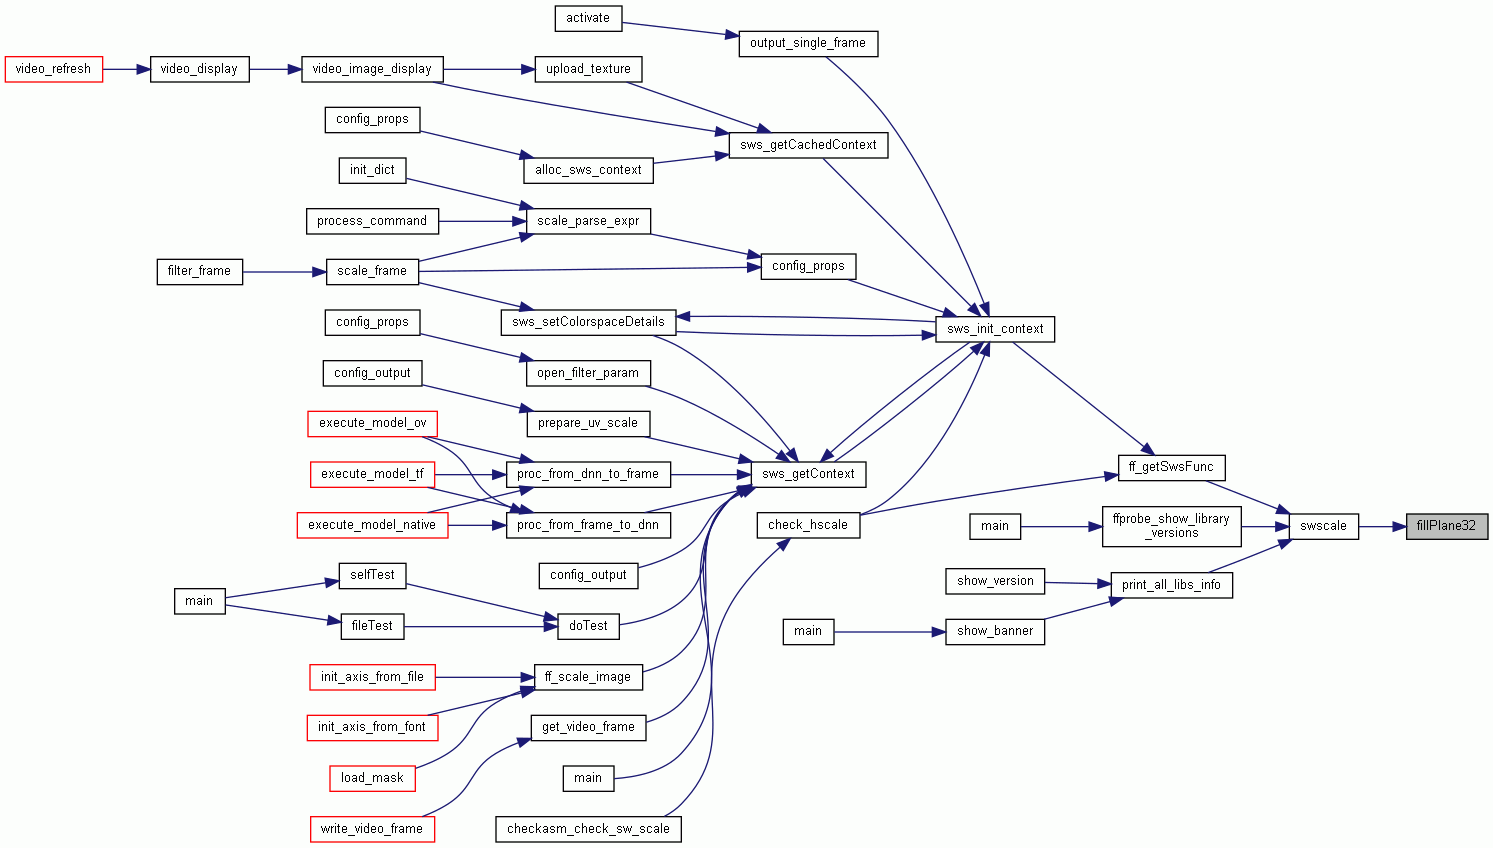 activate
output_single_frame
video_refresh
video_display
video_image_display
upload_texture
config_props
sws_getCachedContext
init_dict
alloc_sws_context
process_command
scale_parse_expr
filter_frame
scale_frame
config_props
config_props
sws_setColorspaceDetails
sws_init_context
config_output
open_filter_param
execute_model_ov
prepare_uv_scale
execute_model_tf
proc_from_dnn_to_frame
sws_getContext
ff_getSwsFunc
execute_model_native
proc_from_frame_to_dnn
check_hscale
main
ffprobe_show_library
_versions
swscale
fillPlane32
selfTest
config_output
show_version
print_all_libs_info
main
fileTest
doTest
main
show_banner
init_axis_from_file
ff_scale_image
init_axis_from_font
get_video_frame
load_mask
main
write_video_frame
checkasm_check_sw_scale